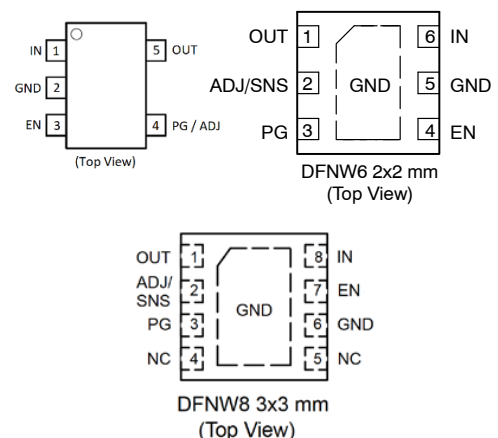 IN 1 5 OUT
GND 2
EN 3 4 PG / ADJ
(Top View)
OUT 1 6 IN
ADJ/SNS 2 GND 5 GND
PG 3 4 EN
DFNW6 2x2 mm
(Top View)
OUT 1 8 IN
ADJ/
SNS 2 7 EN
GND
PG 3 6 GND
NC 4 5 NC
DFNW8 3x3 mm
(Top View)